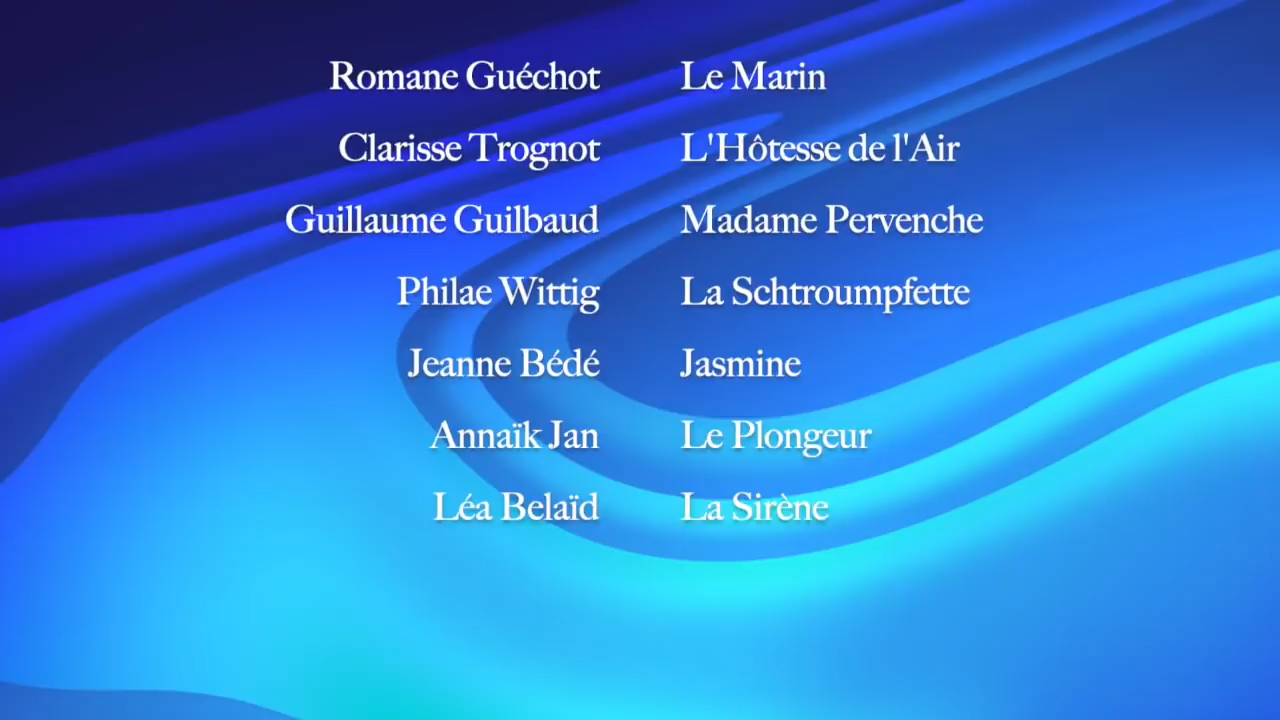 Romane Guéchot Le Marin
Clarisse Trognot L'Hôtesse de l'Air
Guillaume Guilbaud Madame Pervenche
Philae Wittig La Schtroumpfette
Jeanne Bédé Jasmine
Annaïk Jan Le Plongeur
Léa Belaïd La Sirène